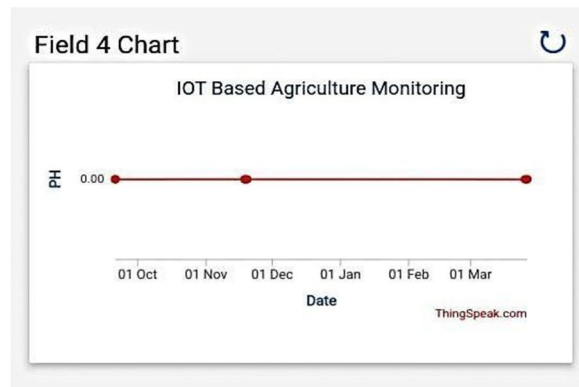 Field 4 Chart
IOT Based Agriculture Monitoring
PH
0.00
01 Oct 01 Nov 01 Dec 01 Jan 01 Feb 01 Mar
Date
ThingSpeak.com